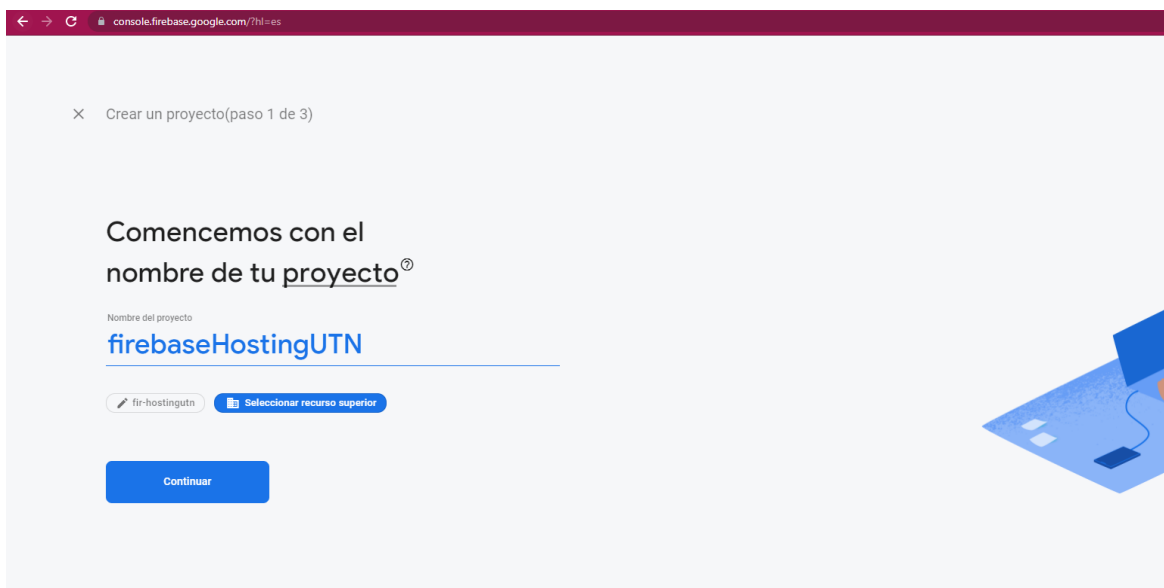 console.firebase.google.com/?hl=es
Crear un proyecto(paso 1 de 3)
Comencemos con el
nombre de tu proyecto
Nombre del proyecto
firebaseHostingUTN
fir-hostingutn Seleccionar recurso superior
Continuar